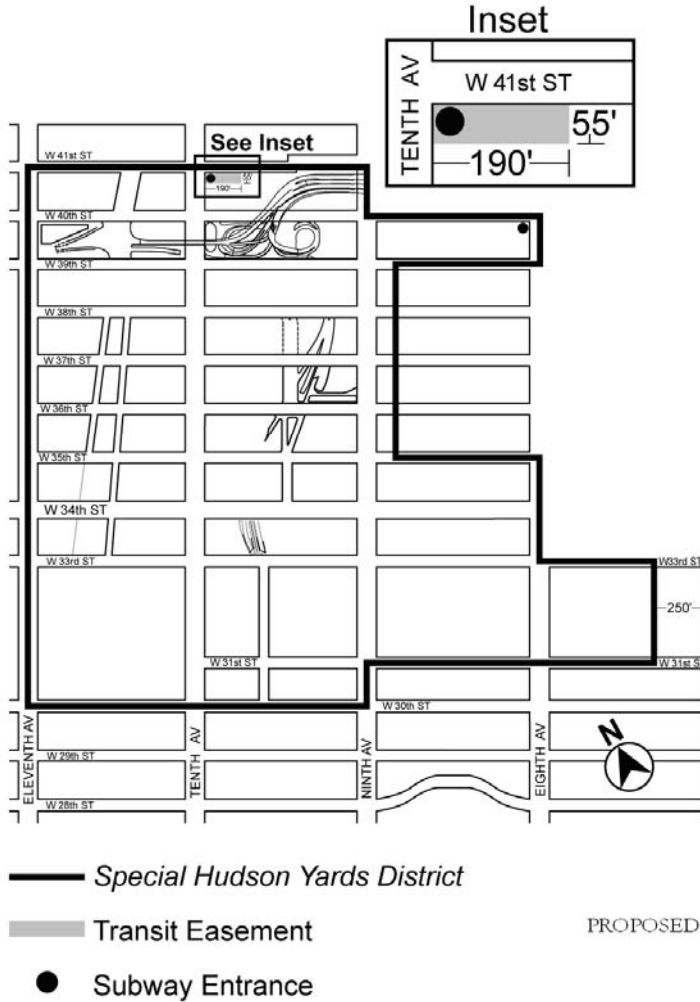 Inset
TENTH AV
W 41st ST
55'
190'
See Inset
W 41st ST
55'
190'
W 40th ST
W 39th ST
W 38th ST
W 37th ST
W 36th ST
W 35th ST
W 34th ST
W 33rd ST
W33rd ST
250'
W 31st ST
W 31st S
W 30th ST
W 29th ST
W 28th ST
ELEVENTH AV
TENTH AV
NINTH AV
EIGHTH AV
N
Special Hudson Yards District
Transit Easement
PROPOSED
Subway Entrance